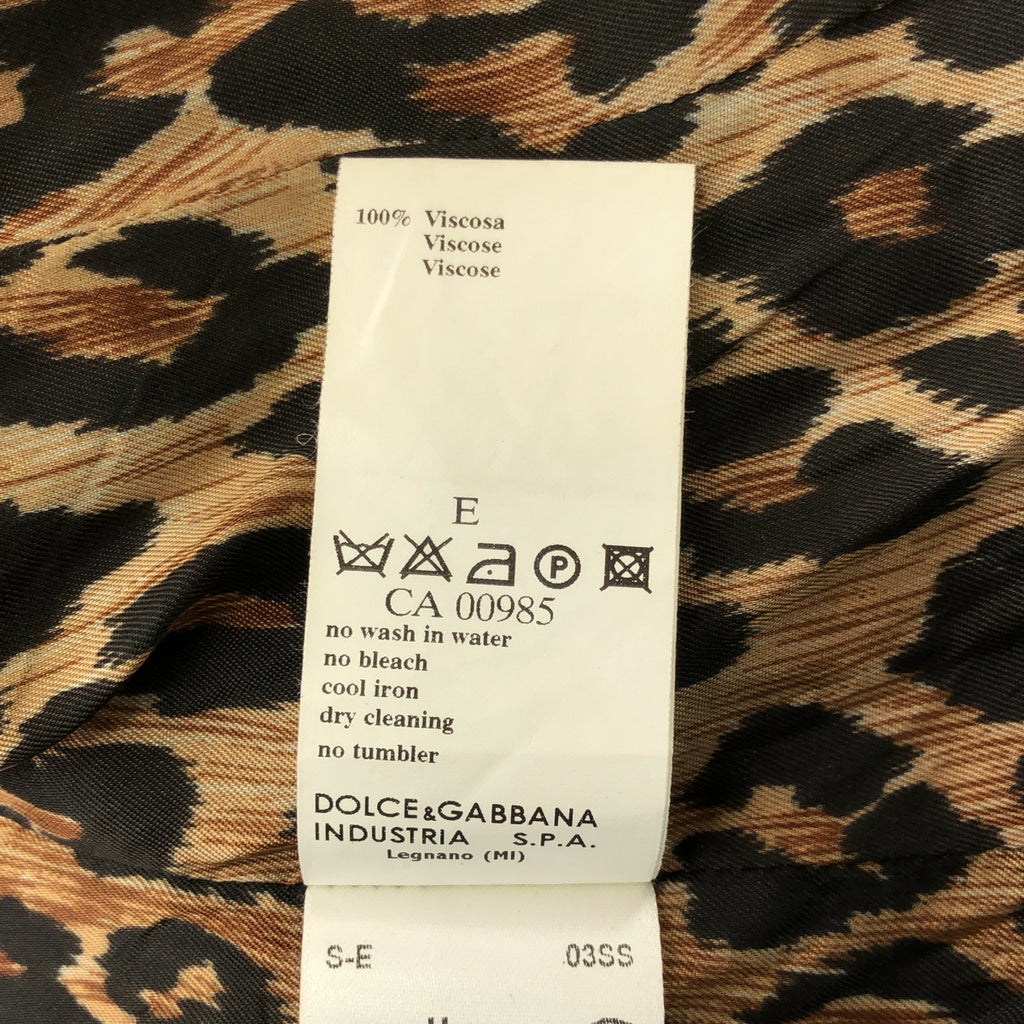 100% Viscosa
Viscose
Viscose
E
P
CA 00985
no wash in water
no bleach
cool iron
dry cleaning
no tumbler
DOLCE&GABBANA
INDUSTRIA S.P.A.
Legnano (MI)
S-E 03SS